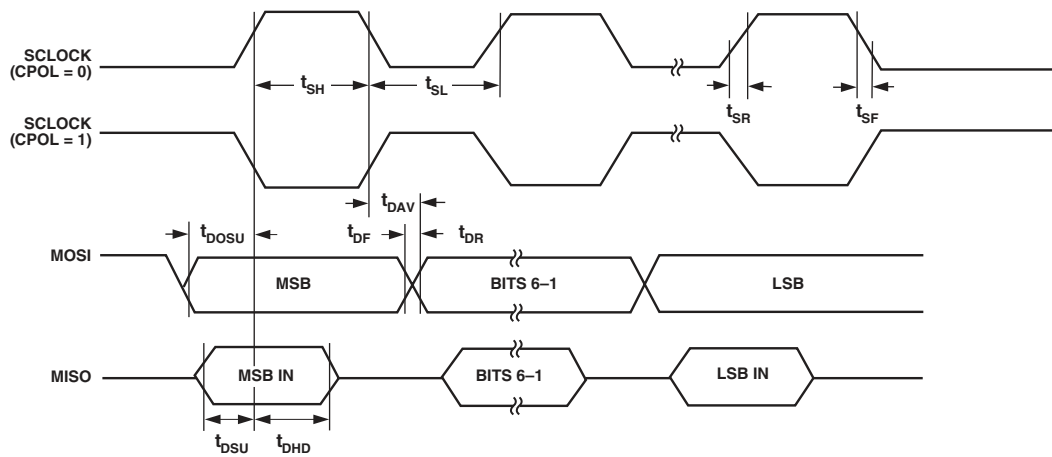 SCLOCK
(CPOL = 0)
tSH
tSL
tSR
tSF
SCLOCK
(CPOL = 1)
tDAV
tDOSU
tDF
tDR
MOSI
MSB
BITS 6–1
LSB
MISO
MSB IN
BITS 6–1
LSB IN
tDSU
tDHD